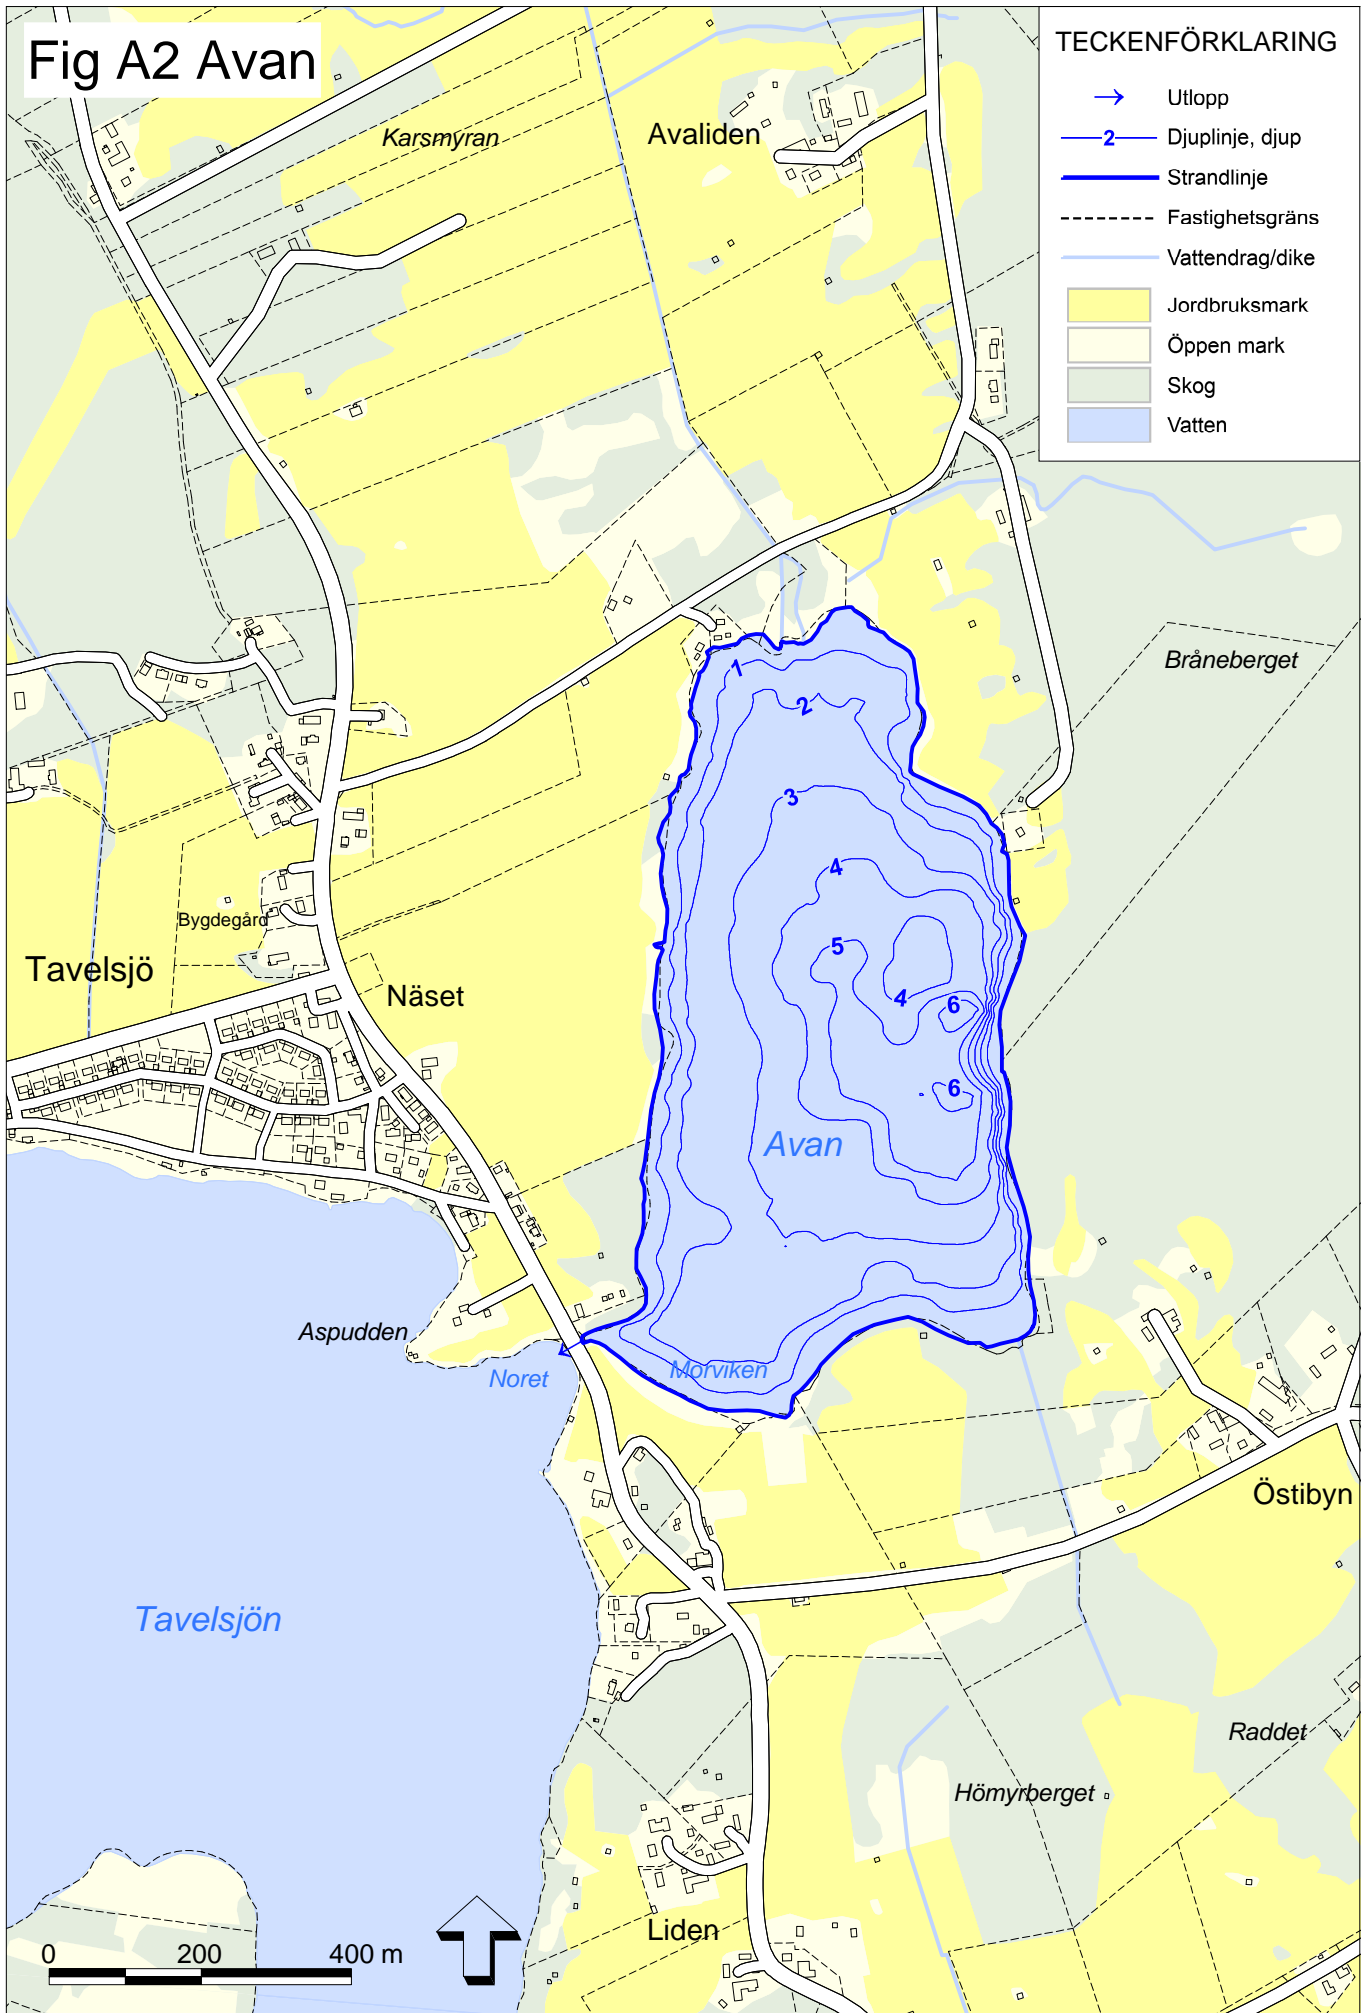 Fig A2 Avan
TECKENFÖRKLARING
Utlopp
2 Djuplinje, djup
Strandlinje
Fastighetsgräns
Vattendrag/dike
Jordbruksmark
Öppen mark
Skog
Vatten
Karsmyran
Avaliden
Bråneberget
1
2
3
4
5
4
6
6
Bygdegård
Tavelsjö
Näset
Avan
Aspudden
Noret
Morviken
Östibyn
Tavelsjön
Raddet
Hömyrberget
Liden
0 200 400 m